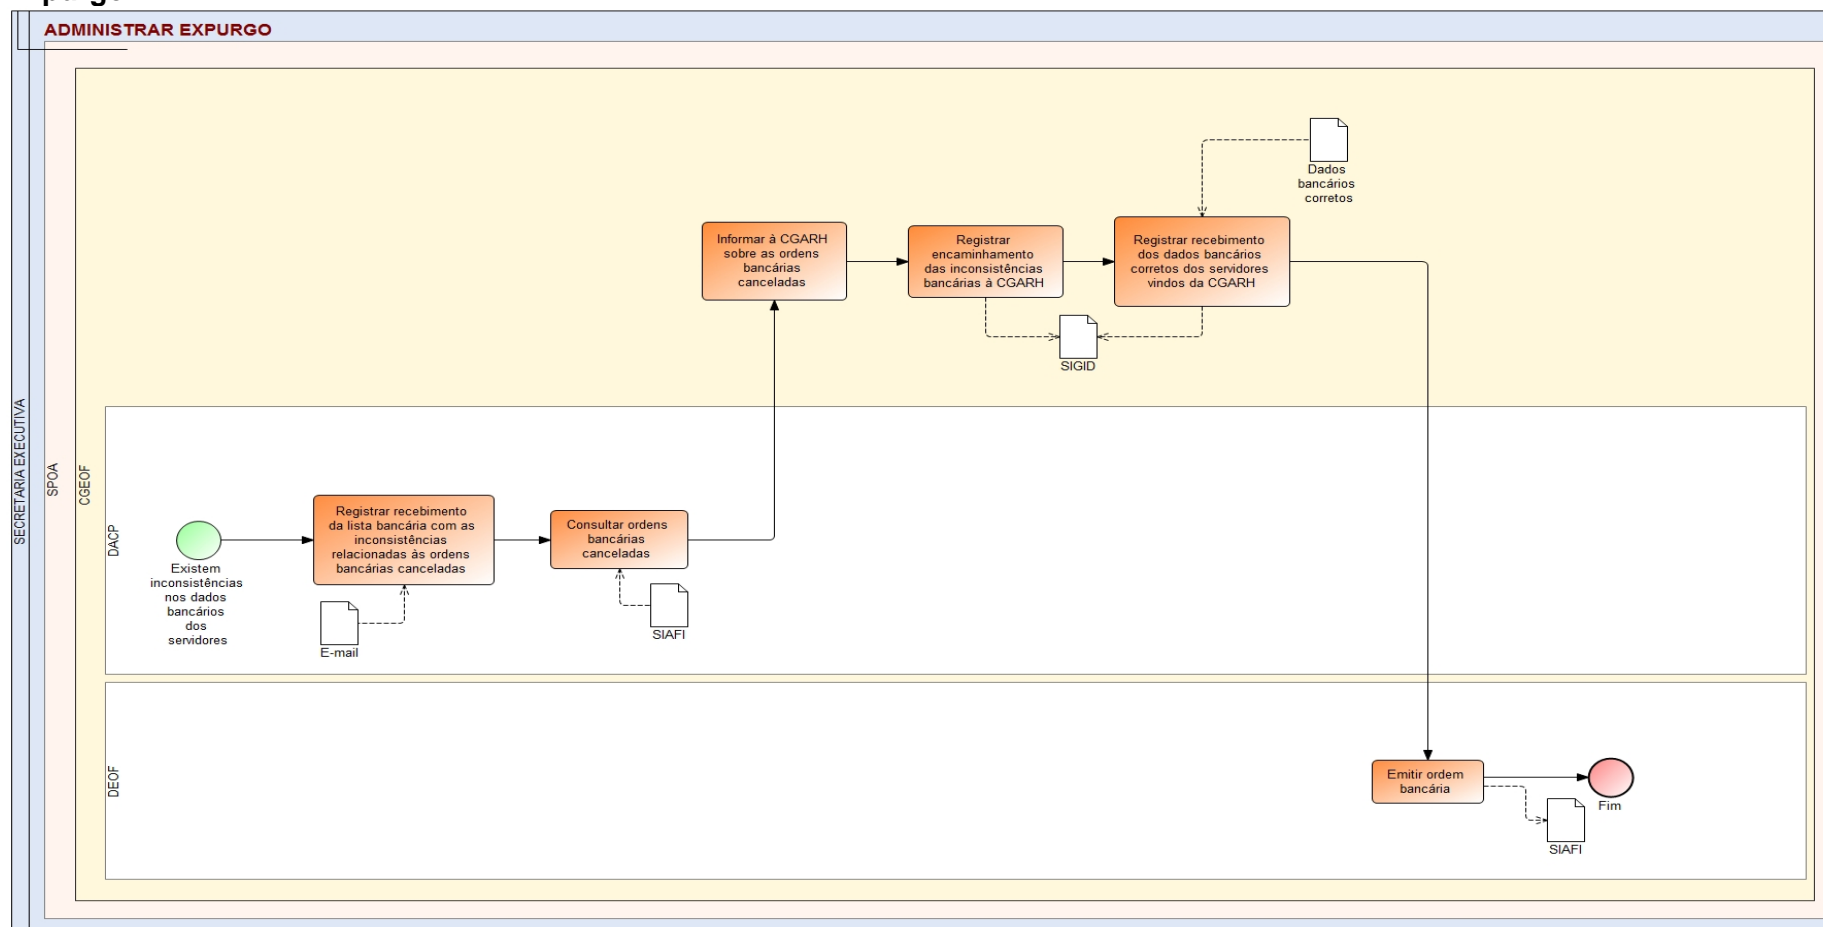 ADMINISTRAR EXPURGO
SECRETARIA EXECUTIVA
SPOA
CGEOF
Dados
bancários
corretos
Informar à CGARH
sobre as ordens
bancárias
canceladas
Registrar
encaminhamento
das inconsistências
bancárias à CGARH
Registrar recebimento
dos dados bancários
corretos dos servidores
vindos da CGARH
SIGID
DACP
Existem
inconsistências
nos dados
bancários
dos
servidores
Registrar recebimento
da lista bancária com as
inconsistências
relacionadas às ordens
bancárias canceladas
E-mail
Consultar ordens
bancárias
canceladas
SIAFI
DEOF
Emitir ordem
bancária
SIAFI
Fim